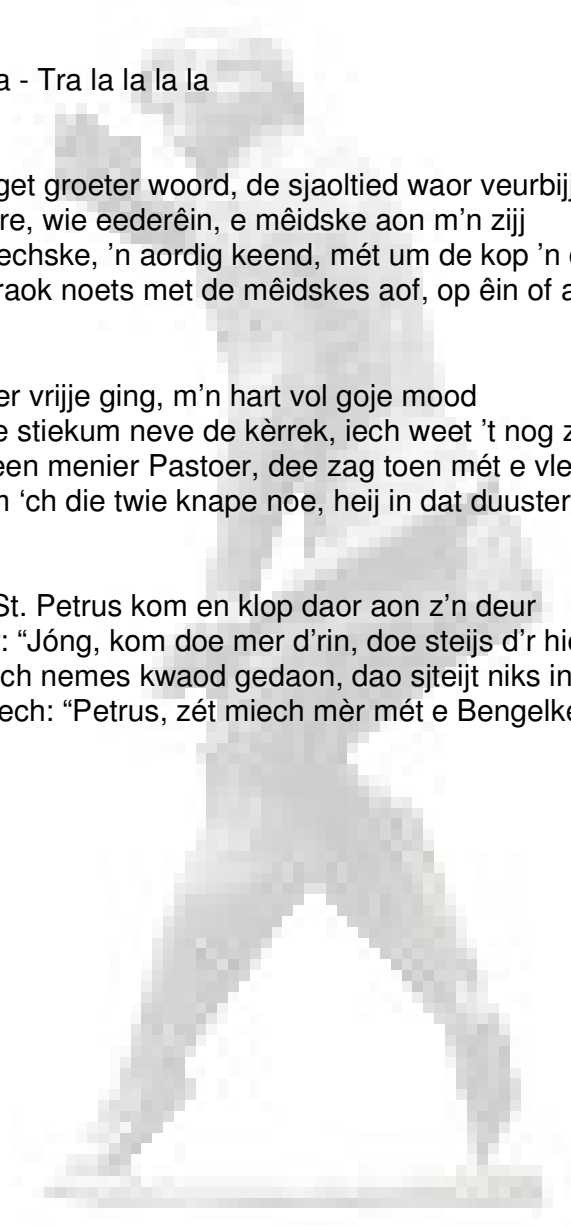 a - Tra la la la la
get groeter woord, de sjaoltied waor veurbijj
re, wie eederêin, e mêidske aon m’n zijj
echske, ’n aordig keend, mét um de kop ’n
raok noets met de mêidskes aof, op êin of a
er vrijje ging, m’n hart vol goje mood
e stiekum neve de kèrrek, iech weet ’t nog z
een menier Pastoer, dee zag toen mét e vle
m ‘ch die twie knape noe, heij in dat duuster
St. Petrus kom en klop daor aon z’n deur
: “Jóng, kom doe mer d’rin, doe steijs d’r hie
ch nemes kwaod gedaon, dao sjteijt niks in
ech: “Petrus, zét miech mèr mét e Bengelke